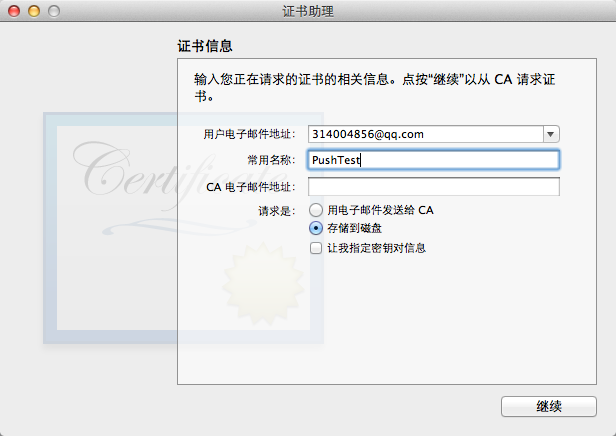 证书助理
证书信息
输入您正在请求的证书的相关信息。点按“继续”以从 CA 请求证
书。
用户电子邮件地址: 314004856@qq.com
常用名称: PushTest
CA 电子邮件地址:
请求是: 用电子邮件发送给 CA
存储到磁盘
让我指定密钥对信息
Certificate
继续